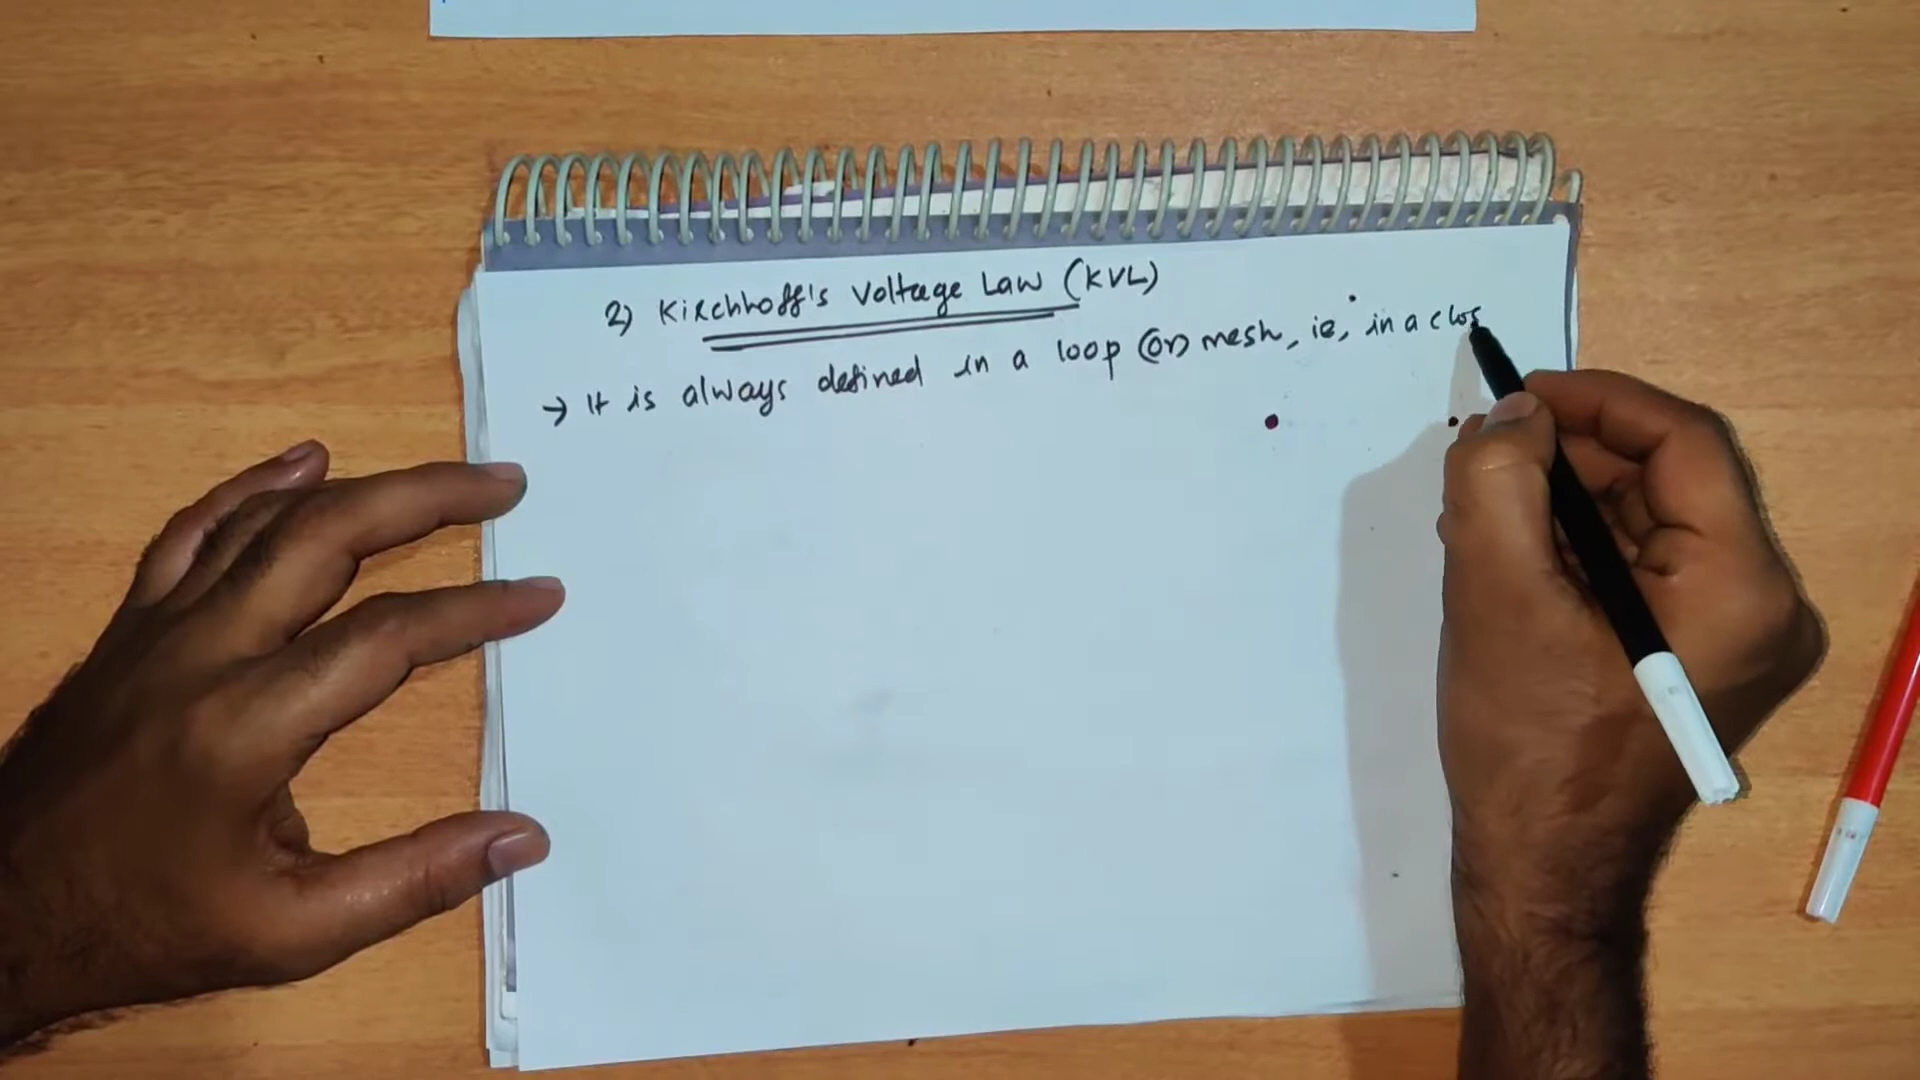 2) Kirchhoff's Voltage Law (KVL)
→ It is always defined in a loop (or) mesh, ie, in a clos